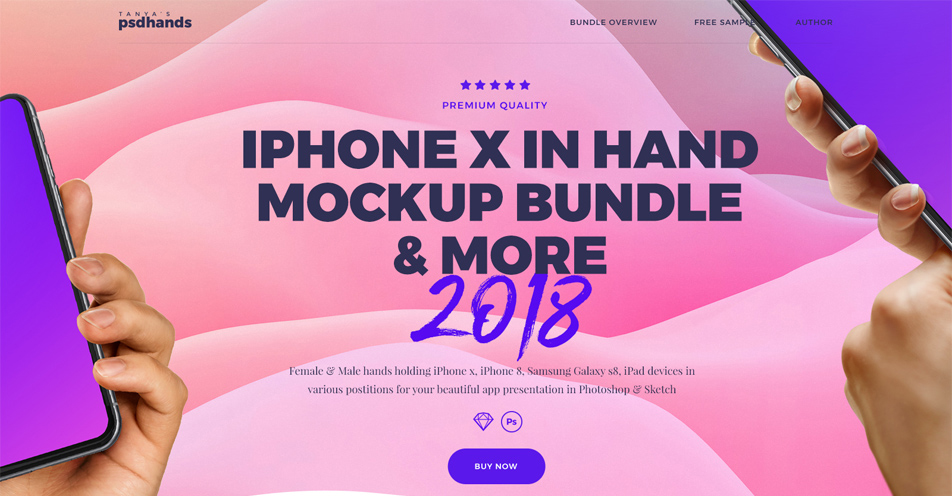 TANYA'S
psdhands
BUNDLE OVERVIEW
FREE SAMPLE
AUTHOR
PREMIUM QUALITY
IPHONE X IN HAND
MOCKUP BUNDLE
& MORE
2018
Female & Male hands holding iPhone x, iPhone 8, Samsung Galaxy s8, iPad devices in
various postitions for your beautiful app presentation in Photoshop & Sketch
Ps
BUY NOW